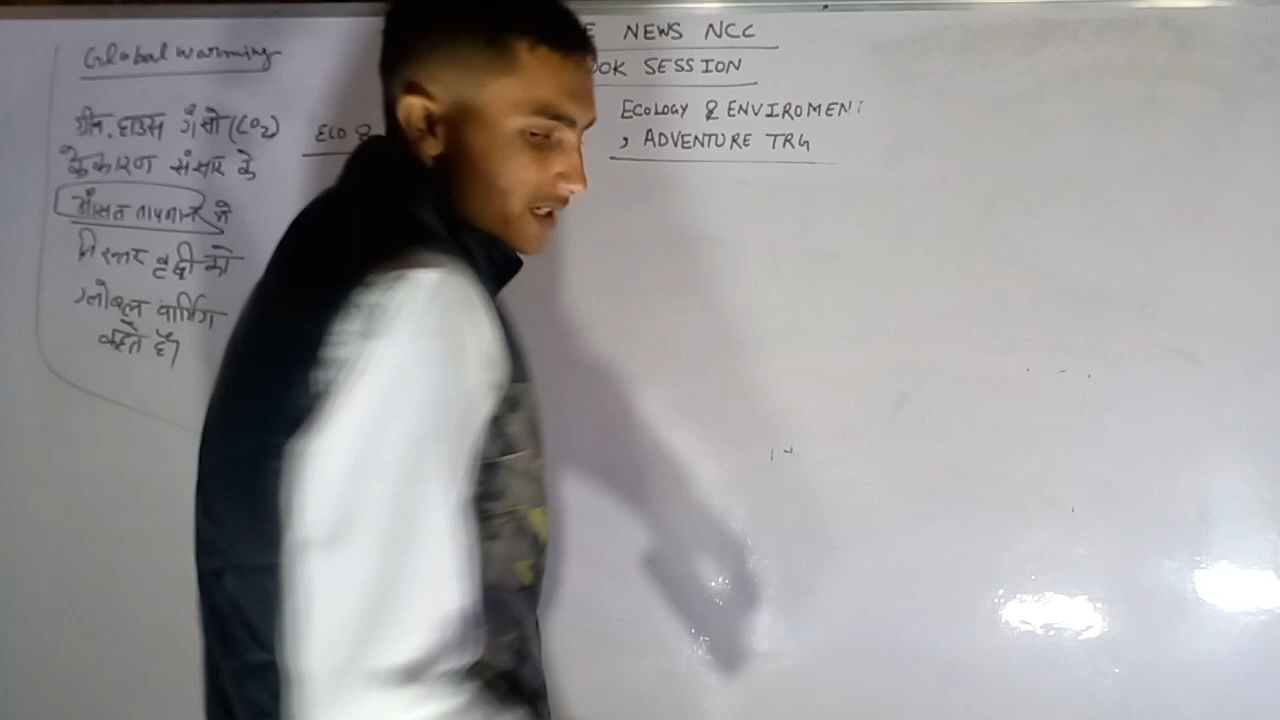 Global warming
ग्रीन. हाउस गैसो (CO2)
के कारण संसार के
औसत तापमान मे
निरन्तर वृद्दी को
ग्लोबल वार्मिंग
कहते है।
E NEWS NCC
OOK SESSION
ECO &
ECOLOGY & ENVIROMENT
, ADVENTURE TRG